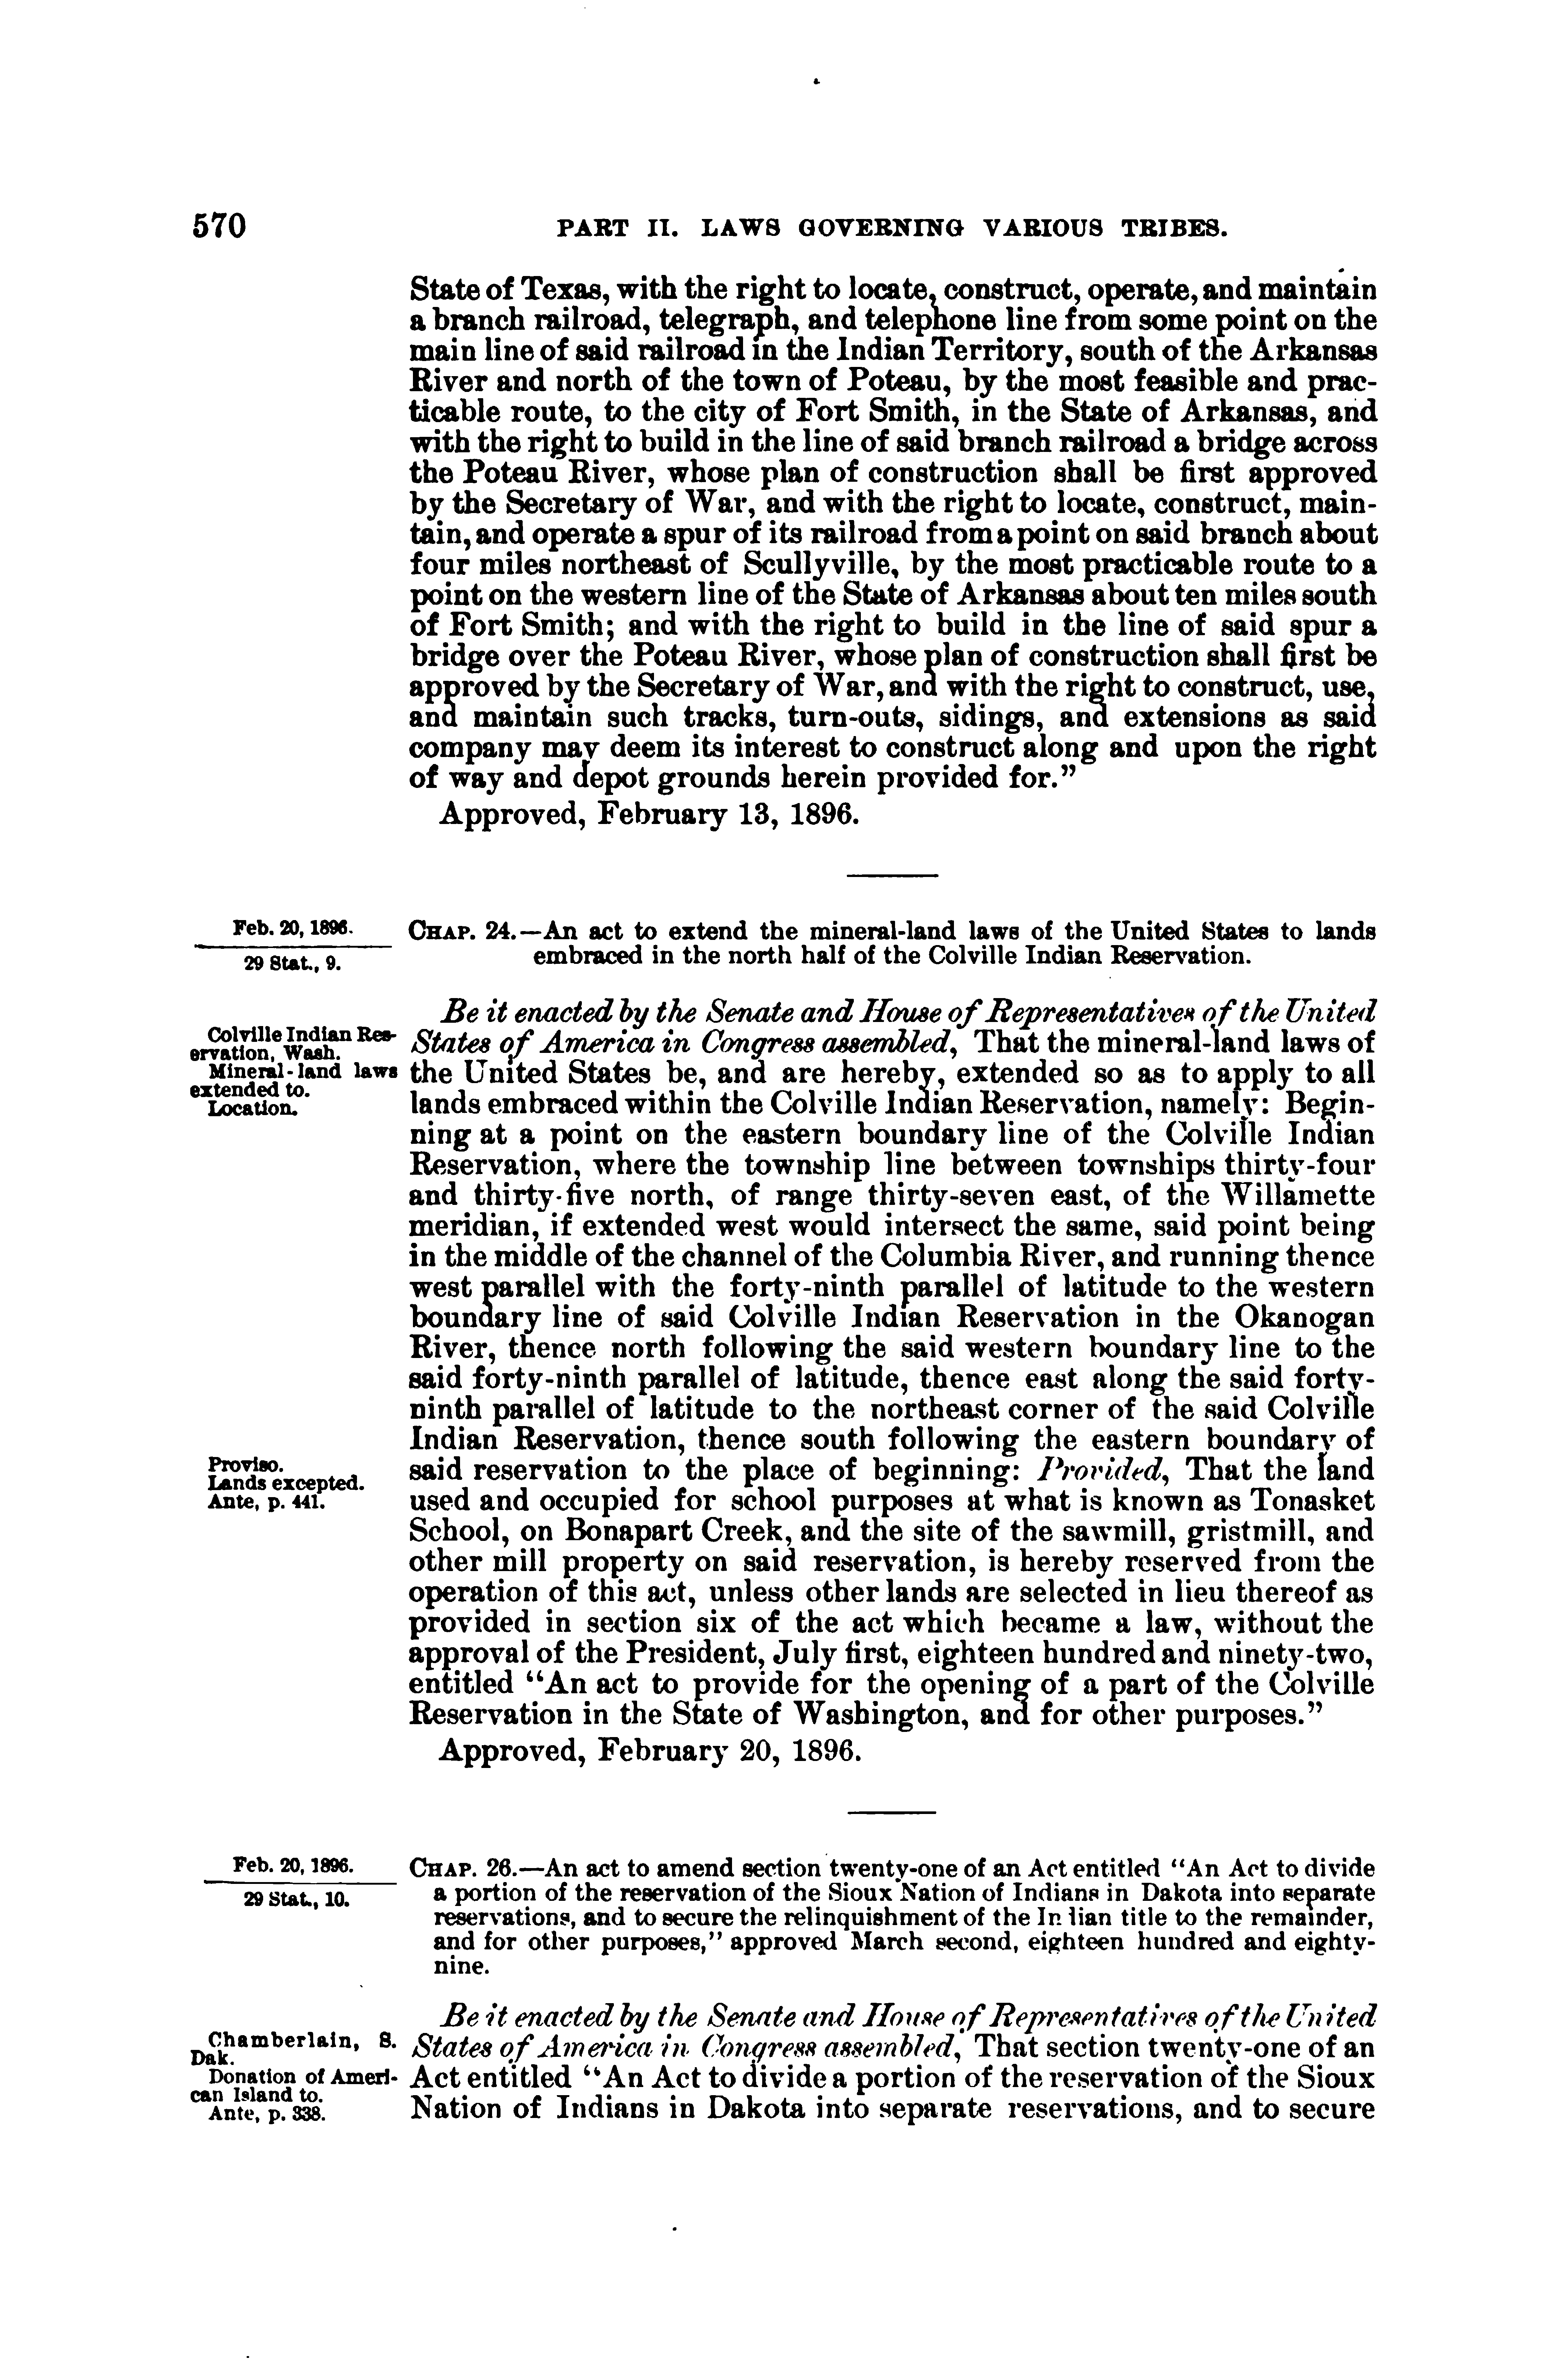 570
PART II. LAWS GOVERNING VARIOUS TRIBES.
State of Texas, with the right to locate, construct, operate, and maintain
a branch railroad, telegraph, and telephone line from some point on the
main line of said railroad in the Indian Territory, south of the Arkansas
River and north of the town of Poteau, by the most feasible and prac-
ticable route, to the city of Fort Smith, in the State of Arkansas, and
with the right to build in the line of said branch railroad a bridge across
the Poteau River, whose plan of construction shall be first approved
by the Secretary of War, and with the right to locate, construct, main-
tain, and operate a spur of its railroad from a point on said branch about
four miles northeast of Scullyville, by the most practicable route to a
point on the western line of the State of Arkansas about ten miles south
of Fort Smith; and with the right to build in the line of said spur a
bridge over the Poteau River, whose plan of construction shall first be
approved by the Secretary of War, and with the right to construct, use,
and maintain such tracks, turn-outs, sidings, and extensions as said
company may deem its interest to construct along and upon the right
of way and depot grounds herein provided for.”
Approved, February 13, 1896.
Feb. 20, 1896.
29 Stat., 9.
CHAP. 24.—An act to extend the mineral-land laws of the United States to lands
embraced in the north half of the Colville Indian Reservation.
Colville Indian Res-
ervation, Wash.
Mineral-land laws
extended to.
Location.
Be it enacted by the Senate and House of Representatives of the United
States of America in Congress assembled, That the mineral-land laws of
the United States be, and are hereby, extended so as to apply to all
lands embraced within the Colville Indian Reservation, namely: Begin-
ning at a point on the eastern boundary line of the Colville Indian
Reservation, where the township line between townships thirty-four
and thirty-five north, of range thirty-seven east, of the Willamette
meridian, if extended west would intersect the same, said point being
in the middle of the channel of the Columbia River, and running thence
west parallel with the forty-ninth parallel of latitude to the western
boundary line of said Colville Indian Reservation in the Okanogan
River, thence north following the said western boundary line to the
said forty-ninth parallel of latitude, thence east along the said forty-
ninth parallel of latitude to the northeast corner of the said Colville
Indian Reservation, thence south following the eastern boundary of
said reservation to the place of beginning: Provided, That the land
used and occupied for school purposes at what is known as Tonasket
School, on Bonapart Creek, and the site of the sawmill, gristmill, and
other mill property on said reservation, is hereby reserved from the
operation of this act, unless other lands are selected in lieu thereof as
provided in section six of the act which became a law, without the
approval of the President, July first, eighteen hundred and ninety-two,
entitled “An act to provide for the opening of a part of the Colville
Reservation in the State of Washington, and for other purposes.”
Proviso.
Lands excepted.
Ante, p. 441.
Approved, February 20, 1896.
Feb. 20, 1896.
29 Stat., 10.
CHAP. 26.—An act to amend section twenty-one of an Act entitled “An Act to divide
a portion of the reservation of the Sioux Nation of Indians in Dakota into separate
reservations, and to secure the relinquishment of the In lian title to the remainder,
and for other purposes,” approved March second, eighteen hundred and eighty-
nine.
Chamberlain, S.
Dak.
Donation of Ameri-
can Island to.
Ante, p. 338.
Be it enacted by the Senate and House of Representatives of the United
States of America in Congress assembled, That section twenty-one of an
Act entitled “An Act to divide a portion of the reservation of the Sioux
Nation of Indians in Dakota into separate reservations, and to secure